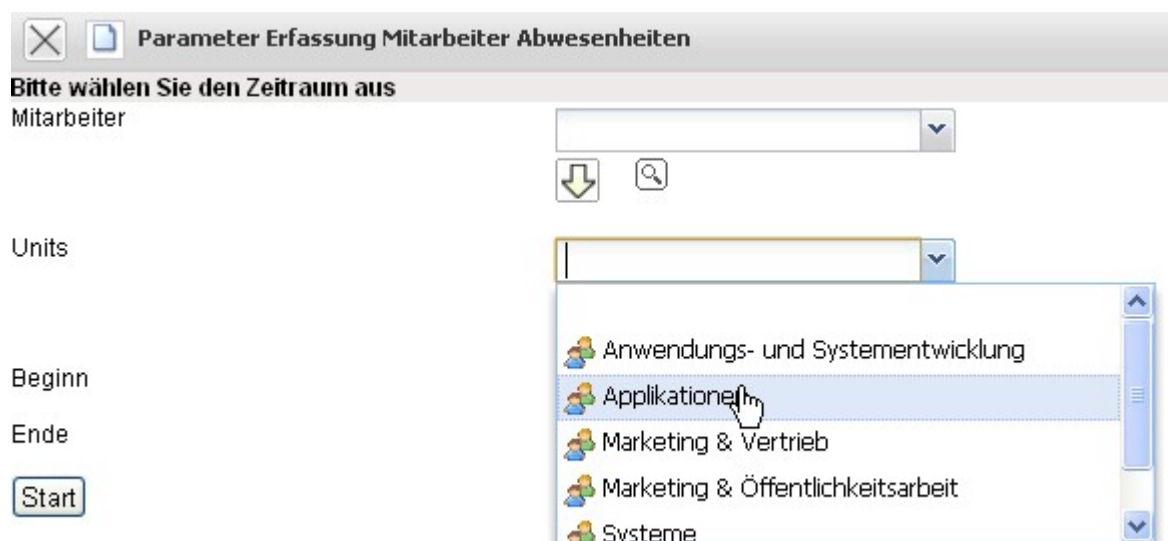 Parameter Erfassung Mitarbeiter Abwesenheiten
Bitte wählen Sie den Zeitraum aus
Mitarbeiter
Units
Anwendungs- und Systementwicklung
Beginn
Applikationen
Ende
Marketing & Vertrieb
Marketing & Öffentlichkeitsarbeit
Start
Systeme